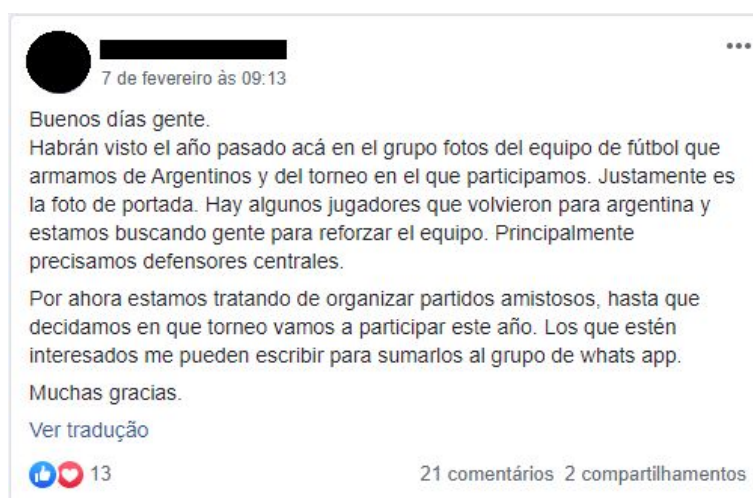 7 de fevereiro às 09:13
Buenos días gente.
Habrán visto el año pasado acá en el grupo fotos del equipo de fútbol que
armamos de Argentinos y del torneo en el que participamos. Justamente es
la foto de portada. Hay algunos jugadores que volvieron para argentina y
estamos buscando gente para reforzar el equipo. Principalmente
precisamos defensores centrales.
Por ahora estamos tratando de organizar partidos amistosos, hasta que
decidamos en que torneo vamos a participar este año. Los que estén
interesados me pueden escribir para sumarlos al grupo de whats app.
Muchas gracias.
Ver tradução
13
21 comentários 2 compartilhamentos